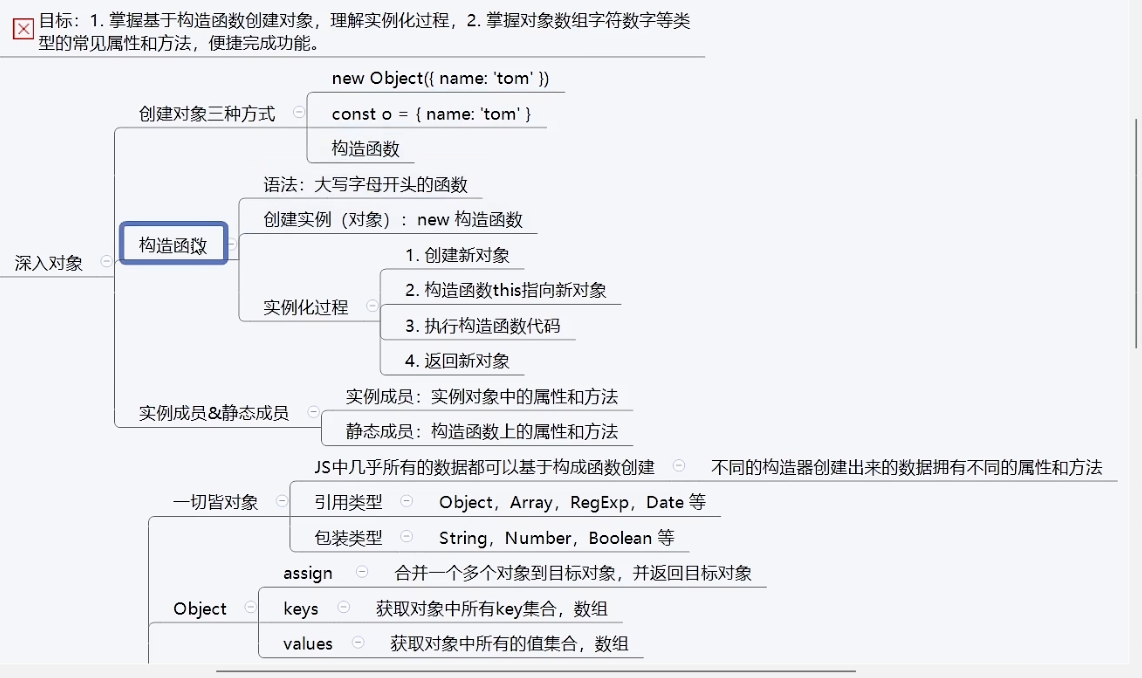 目标：1. 掌握基于构造函数创建对象，理解实例化过程，2. 掌握对象数组字符数字等类
型的常见属性和方法，便捷完成功能。
new Object({ name: 'tom' })
创建对象三种方式
const o = { name: 'tom' }
构造函数
语法：大写字母开头的函数
创建实例（对象）：new 构造函数
构造函数
1. 创建新对象
深入对象
2. 构造函数this指向新对象
实例化过程
3. 执行构造函数代码
4. 返回新对象
实例成员：实例对象中的属性和方法
实例成员&静态成员
静态成员：构造函数上的属性和方法
JS中几乎所有的数据都可以基于构成函数创建 不同的构造器创建出来的数据拥有不同的属性和方法
一切皆对象
引用类型 Object，Array，RegExp，Date 等
包装类型 String，Number，Boolean 等
assign 合并一个多个对象到目标对象，并返回目标对象
Object
keys 获取对象中所有key集合，数组
values 获取对象中所有的值集合，数组